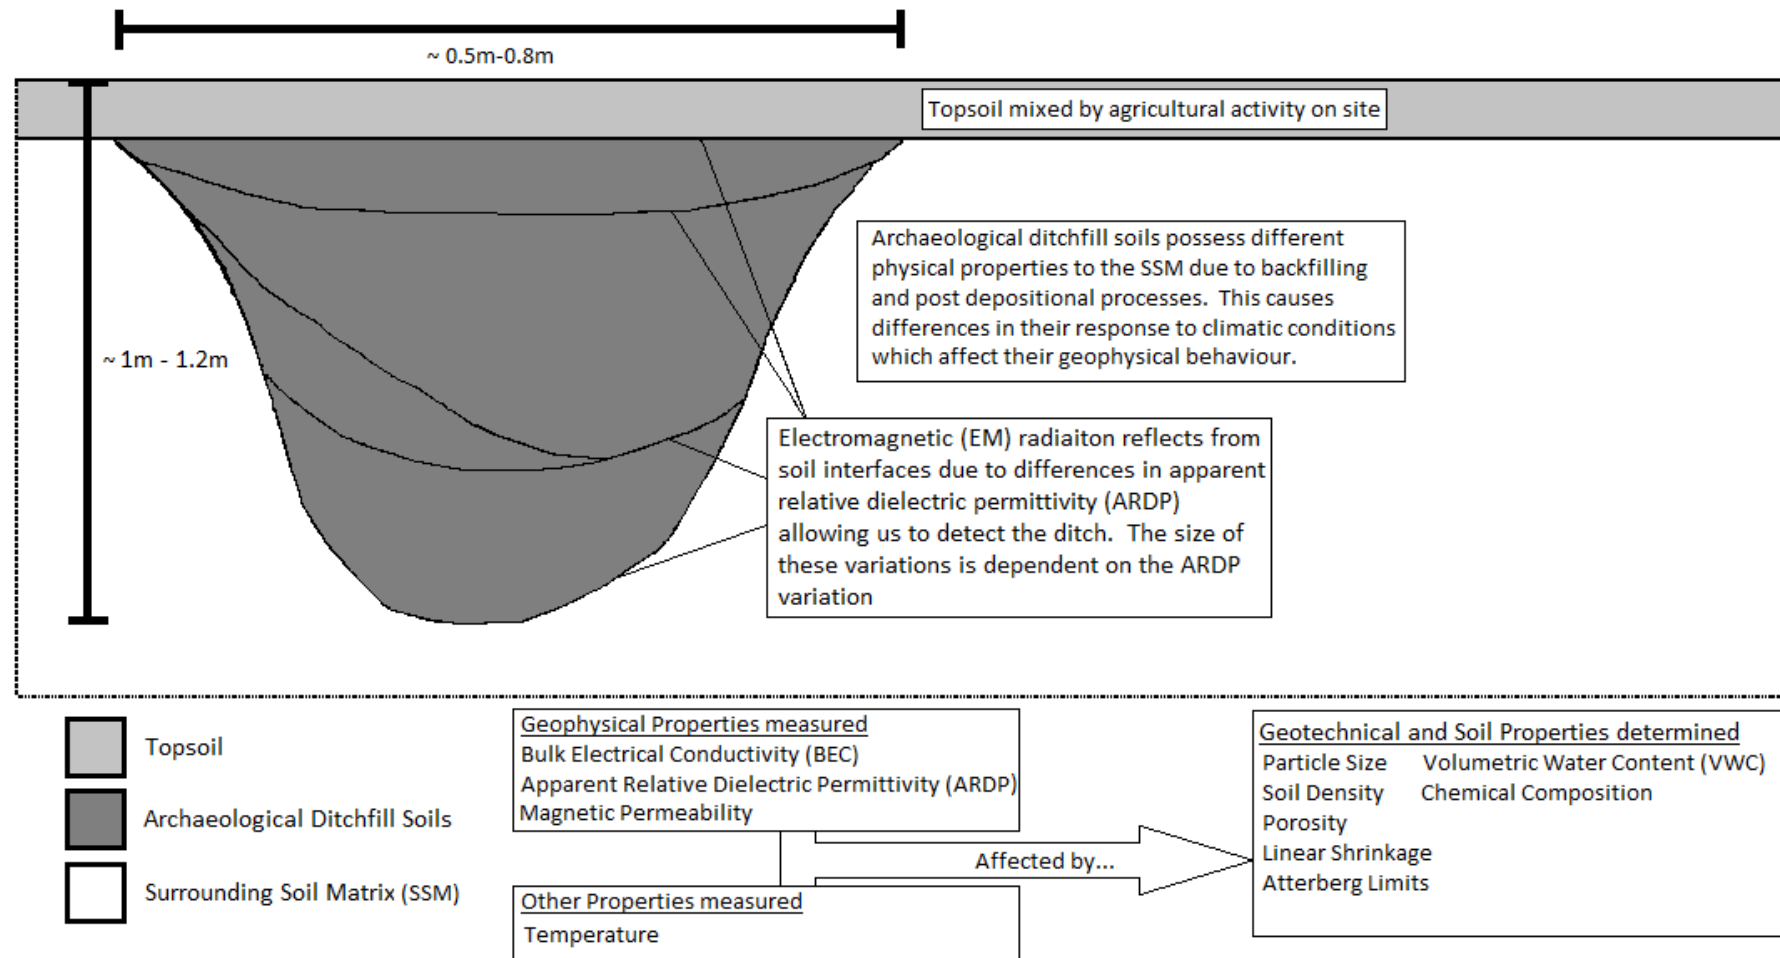 ~ 0.5m-0.8m
Topsoil mixed by agricultural activity on site
Archaeological ditchfill soils possess different
physical properties to the SSM due to backfilling
and post depositional processes. This causes
differences in their response to climatic conditions
which affect their geophysical behaviour.
~ 1m - 1.2m
Electromagnetic (EM) radiaiton reflects from
soil interfaces due to differences in apparent
relative dielectric permittivity (ARDP)
allowing us to detect the ditch. The size of
these variations is dependent on the ARDP
variation
Topsoil
Archaeological Ditchfill Soils
Surrounding Soil Matrix (SSM)
Geophysical Properties measured
Bulk Electrical Conductivity (BEC)
Apparent Relative Dielectric Permittivity (ARDP)
Magnetic Permeability
Other Properties measured
Temperature
Affected by...
Geotechnical and Soil Properties determined
Particle Size Volumetric Water Content (VWC)
Soil Density Chemical Composition
Porosity
Linear Shrinkage
Atterberg Limits